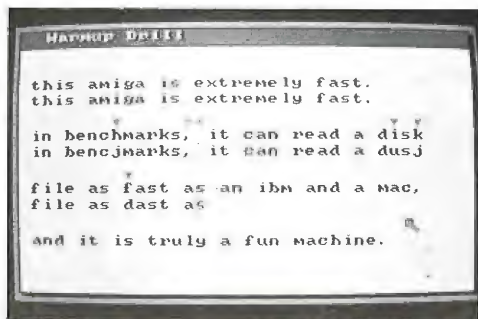 Warmup Drill
this amiga is extremely fast.
this amiga is extremely fast.
in benchmarks, it can read a disk
in bencjmarks, it can read a dusj
file as fast as an ibm and a mac,
file as dast as
and it is truly a fun machine.